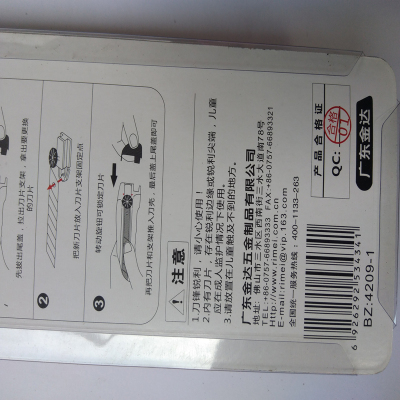 先拔出尾盖，拉出刀片支架，拿出要更换
的刀片
2
把新刀片放入刀片支架固定点
3
转动旋钮可锁定刀片
再把刀片和支架推入刀壳，最后盖上尾盖即可
注意
1.刀锋锐利，请小心使用！
2.内有刀片，存在锐利边缘或锐利尖端，儿童
应在成人监护情况下使用。
3.请放置在儿童触及不到的地方。
广东金达五金制品有限公司
地址：佛山市三水区西南街三水大道南78号
TEL:+86-0757-66893333 FAX:+86-0757-66893321
Http://www.rimei.com
E-mail:rimei@vip.163.com
全国统一服务热线：400-1133-263
产品合格证
QC:
合格
01
广东金达
6926292534341
BZ:4209-1